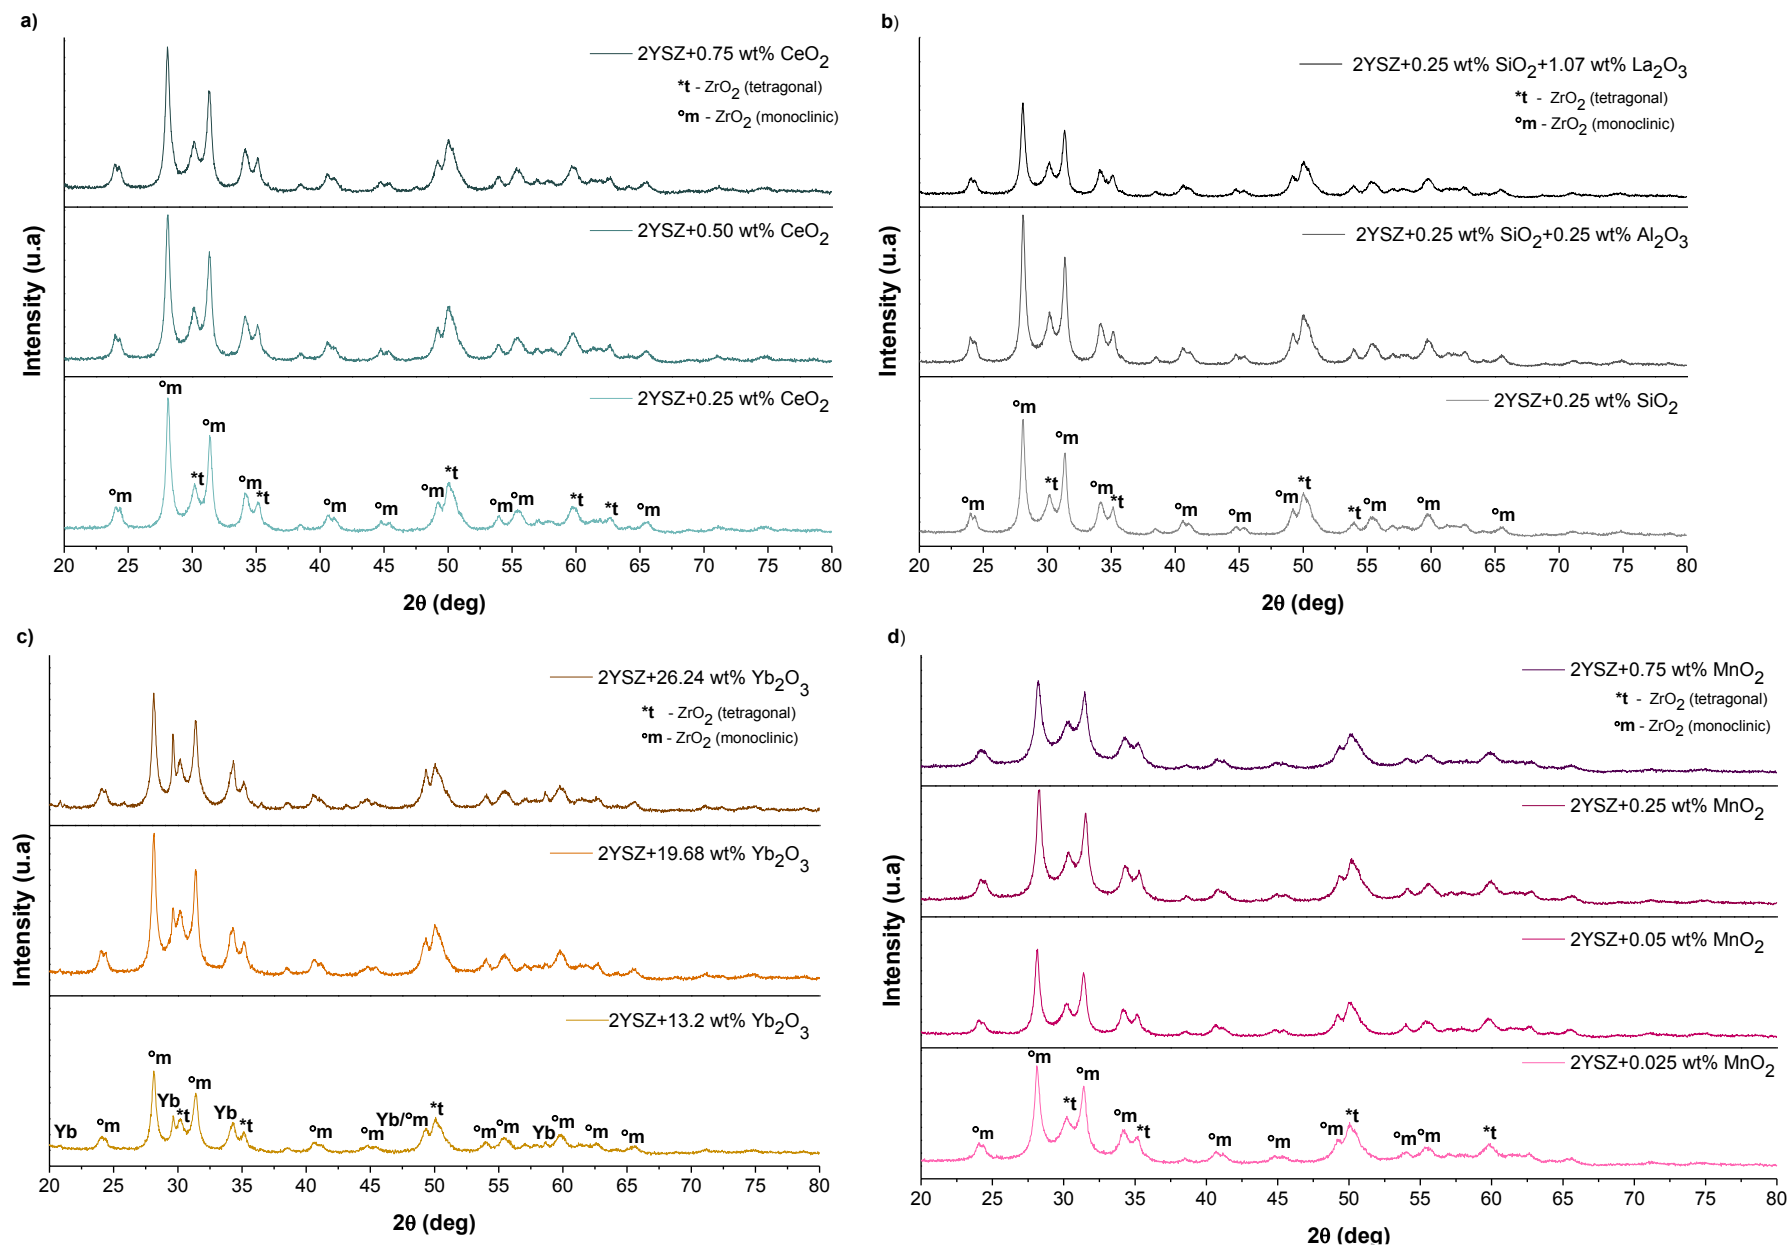 a)
2YSZ+0.75 wt% CeO2
*t - ZrO2 (tetragonal)
°m - ZrO2 (monoclinic)
2YSZ+0.50 wt% CeO2
2YSZ+0.25 wt% CeO2
Intensity (u.a)
°m
°m
°m
*t
°m
*t
°m
°m
°m
*t
°m
°m
*t
*t
°m
20 25 30 35 40 45 50 55 60 65 70 75 80
2θ (deg)
b)
2YSZ+0.25 wt% SiO2+1.07 wt% La2O3
*t - ZrO2 (tetragonal)
°m - ZrO2 (monoclinic)
2YSZ+0.25 wt% SiO2+0.25 wt% Al2O3
2YSZ+0.25 wt% SiO2
Intensity (u.a)
°m
°m
*t
°m
°m
*t
°m
°m
°m
*t
*t
°m
°m
°m
20 25 30 35 40 45 50 55 60 65 70 75 80
2θ (deg)
c)
2YSZ+26.24 wt% Yb2O3
*t - ZrO2 (tetragonal)
°m - ZrO2 (monoclinic)
2YSZ+19.68 wt% Yb2O3
2YSZ+13.2 wt% Yb2O3
Intensity (u.a)
Yb
°m
°m
Yb
*t
°m
Yb
*t
°m
°m
Yb/°m
*t
°m
°m
Yb
°m
°m
°m
20 25 30 35 40 45 50 55 60 65 70 75 80
2θ (deg)
d)
2YSZ+0.75 wt% MnO2
*t - ZrO2 (tetragonal)
°m - ZrO2 (monoclinic)
2YSZ+0.25 wt% MnO2
2YSZ+0.05 wt% MnO2
2YSZ+0.025 wt% MnO2
Intensity (u.a)
°m
°m
*t
°m
°m
*t
°m
°m
°m
*t
°m
°m
*t
20 25 30 35 40 45 50 55 60 65 70 75 80
2θ (deg)